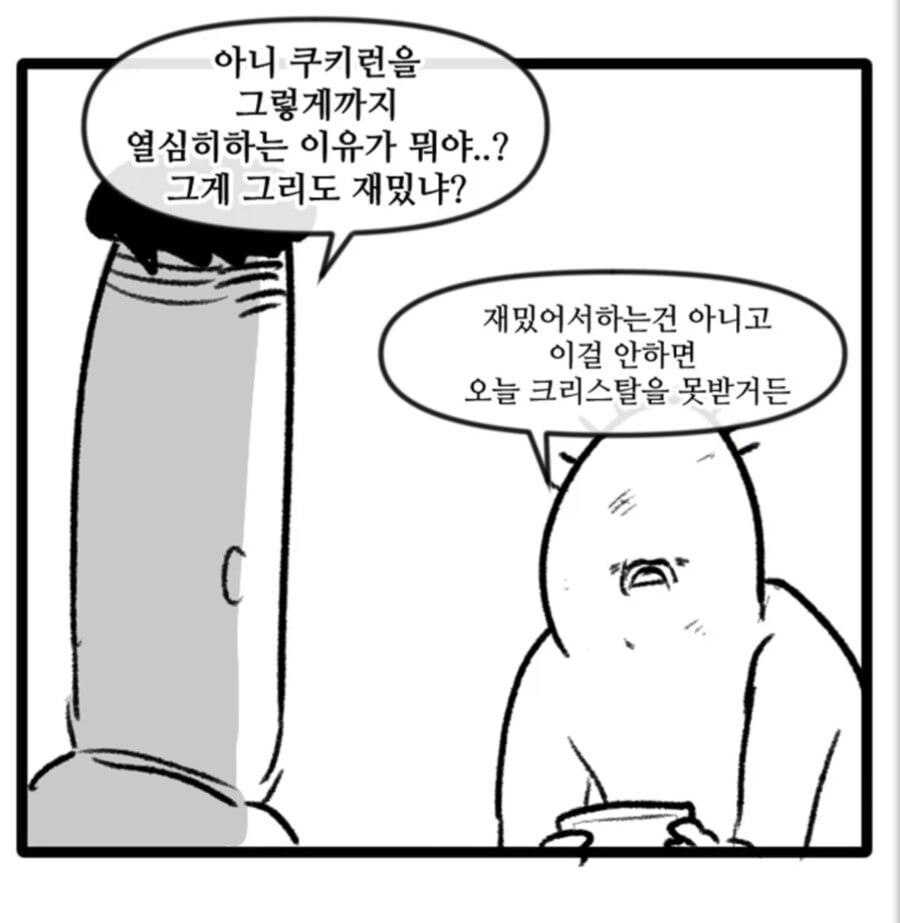 아니 쿠키런을
그렇게까지
열심히하는 이유가 뭐야..?
그게 그리도 재밌냐?
재밌어서하는건 아니고
이걸 안하면
오늘 크리스탈을 못받거든